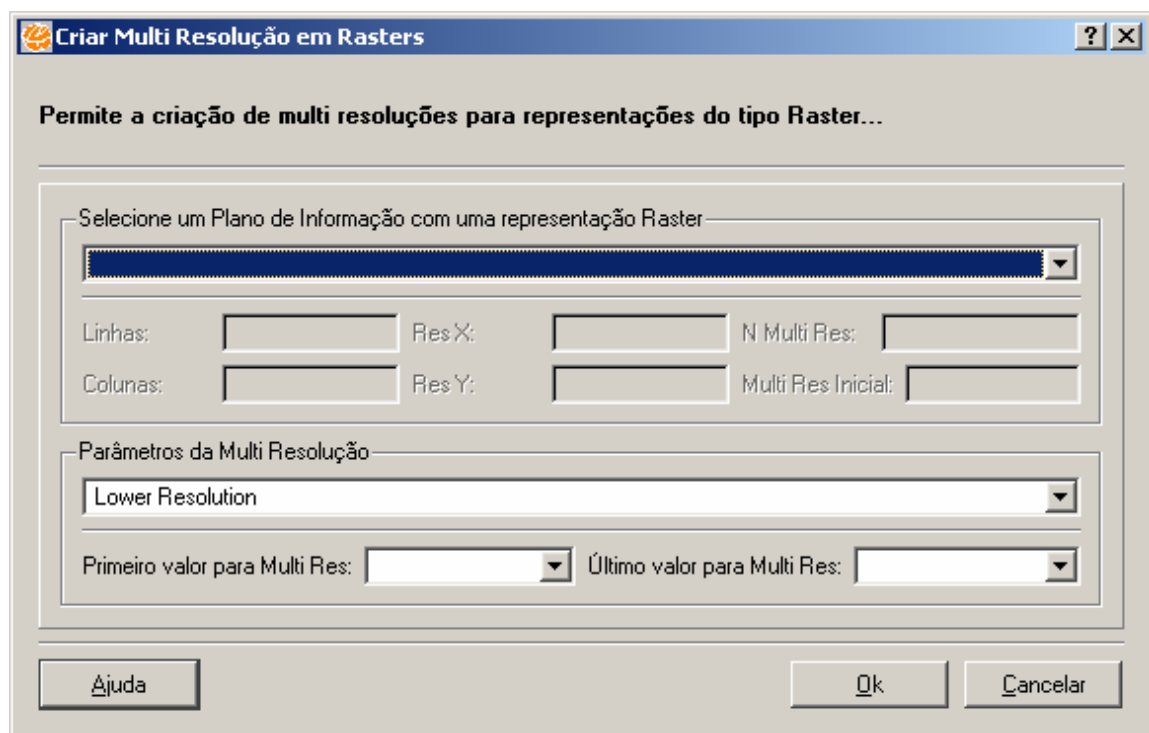 Criar Multi Resolução em Rasters
Permite a criação de multi resoluções para representações do tipo Raster...
Selecione um Plano de Informação com uma representação Raster
Linhas: Res X: N Multi Res:
Colunas: Res Y: Multi Res Inicial:
Parâmetros da Multi Resolução
Lower Resolution
Primeiro valor para Multi Res: Último valor para Multi Res:
Ajuda Ok Cancelar